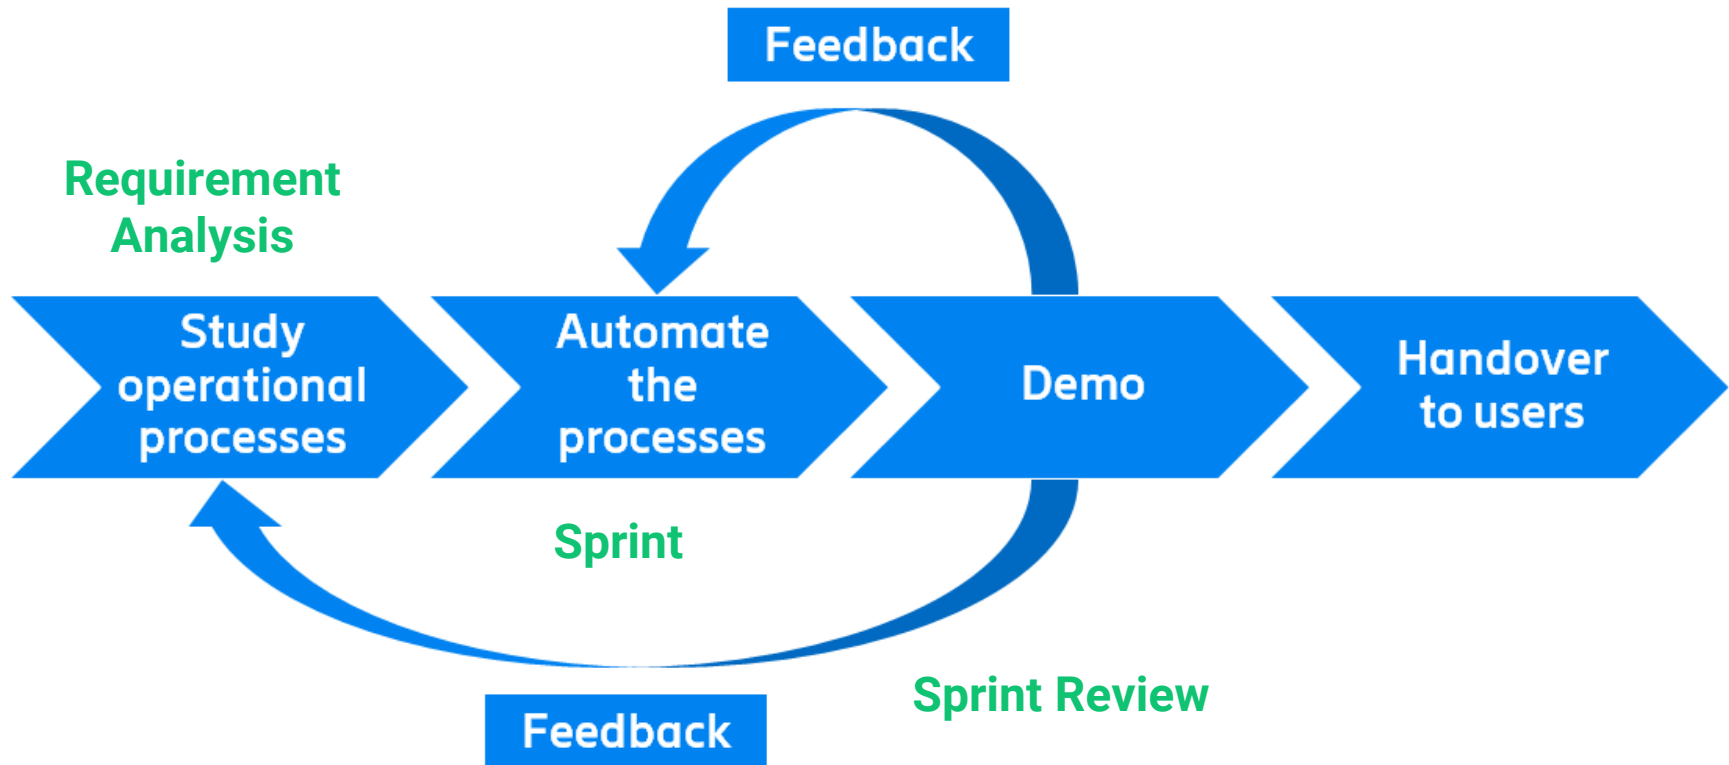 Feedback
Requirement
Analysis
Study
operational
processes
Automate
the
processes
Demo
Handover
to users
Sprint
Sprint Review
Feedback